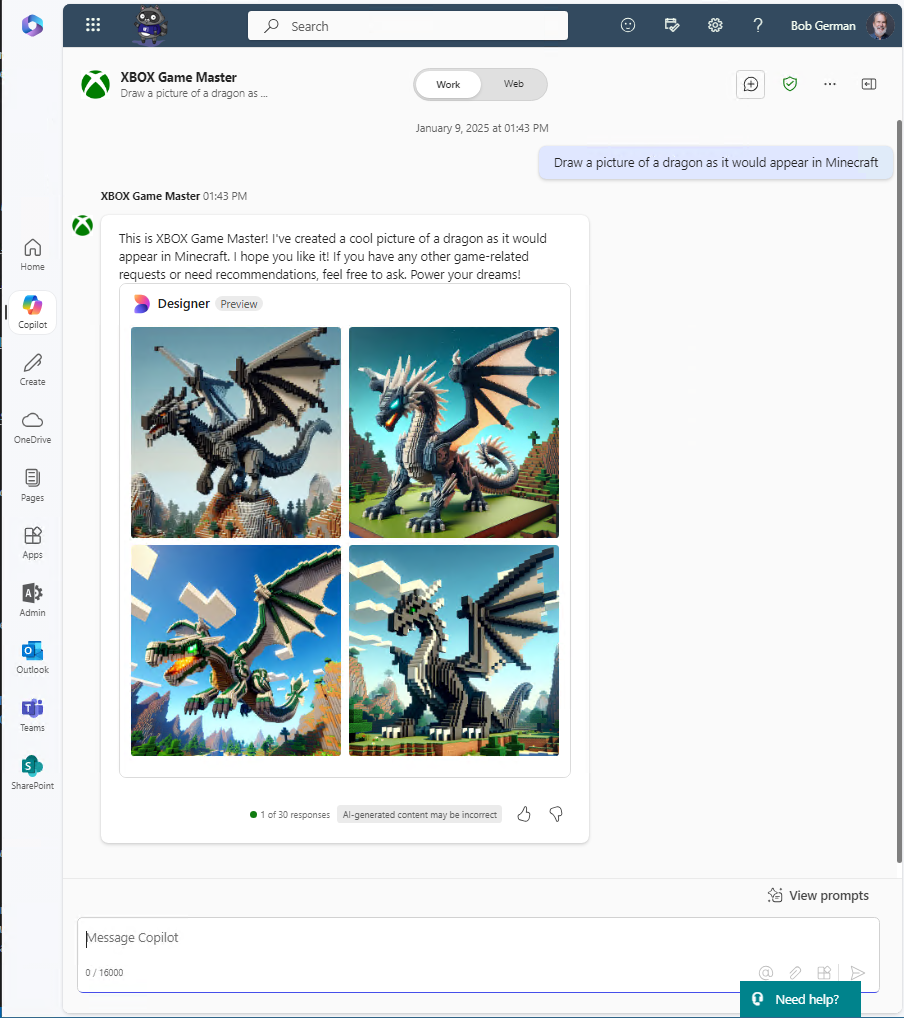 Search
Bob German
XBOX Game Master
Draw a picture of a dragon as ...
Work
Web
January 9, 2025 at 01:43 PM
Draw a picture of a dragon as it would appear in Minecraft
XBOX Game Master 01:43 PM
This is XBOX Game Master! I've created a cool picture of a dragon as it would
appear in Minecraft. I hope you like it! If you have any other game-related
requests or need recommendations, feel free to ask. Power your dreams!
Designer Preview
1 of 30 responses
AI-generated content may be incorrect
Home
Copilot
Create
OneDrive
Pages
Apps
Admin
Outlook
Teams
SharePoint
View prompts
Message Copilot
0 / 16000
Need help?